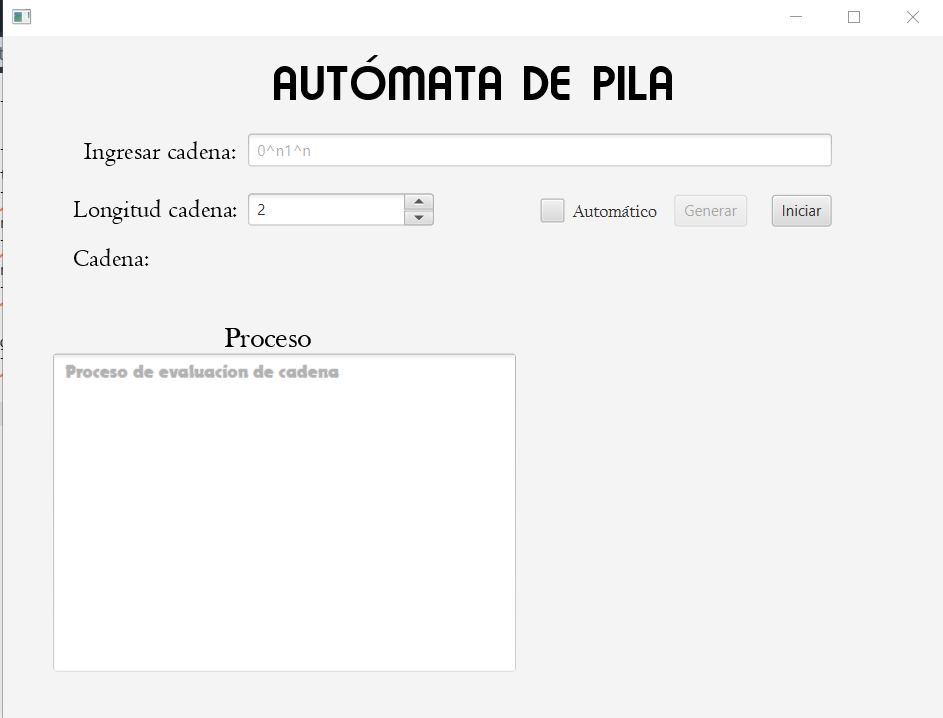 AUTÓMATA DE PILA
Ingresar cadena: 0^n1^n
Longitud cadena: 2 Automático Generar Iniciar
Cadena:
Proceso
Proceso de evaluacion de cadena